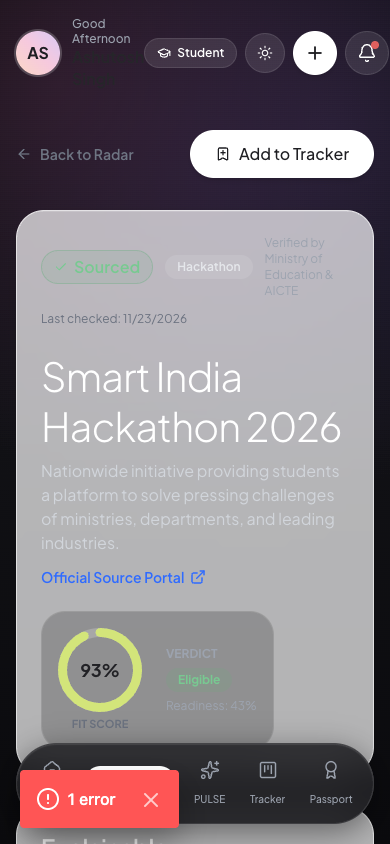 Good
Afternoon
AS
Student
Back to Radar
Add to Tracker
Sourced
Hackathon
Verified by
Ministry of
Education &
AICTE
Last checked: 11/23/2026
Smart India
Hackathon 2026
Nationwide initiative providing students
a platform to solve pressing challenges
of ministries, departments, and leading
industries.
Official Source Portal
93%
FIT SCORE
VERDICT
Eligible
Readiness: 43%
1 error
PULSE
Tracker
Passport